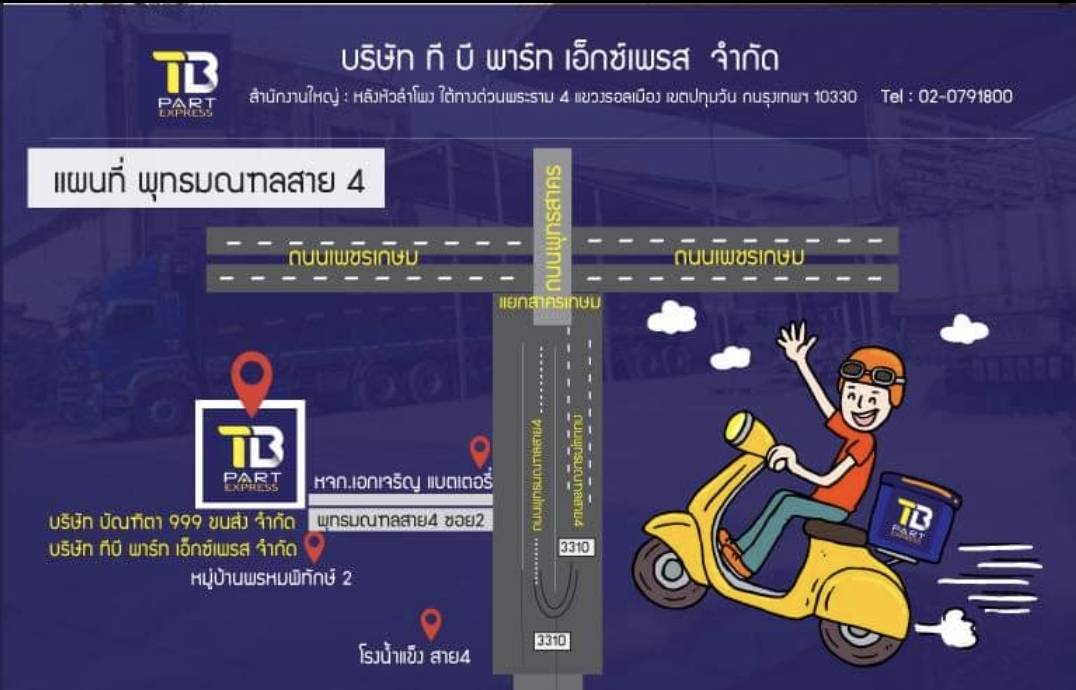 TB
PART
EXPRESS
บริษัท ที บี พาร์ท เอ็กซ์เพรส จำกัด
สำนักงานใหญ่ : หลังหัวลำโพง ใต้ทางด่วนพระราม 4 แขวงรอลเมือง เขตปทุมวัน กนรุงเทพฯ 10330 Tel : 02-0791800
แผนที่ พุทธมณฑลสาย 4
ถนนพุทธสาคร
ถนนเพชรเกษม
ถนนเพชรเกษม
แยกสาครเกษม
TB
PART
EXPRESS
หจก.เอกเจริญ แบตเตอรี่
พุทธมณฑลสาย4 ซอย2
บริษัท บัณฑิตา 999 ขนส่ง จำกัด
บริษัท ทีบี พาร์ท เอ็กซ์เพรส จำกัด
หมู่บ้านพรหมพิทักษ์ 2
โรงน้ำแข็ง สาย4
ถนนพุทธมณฑลสาย4
3310
3310
TB
PART
EXPRESS